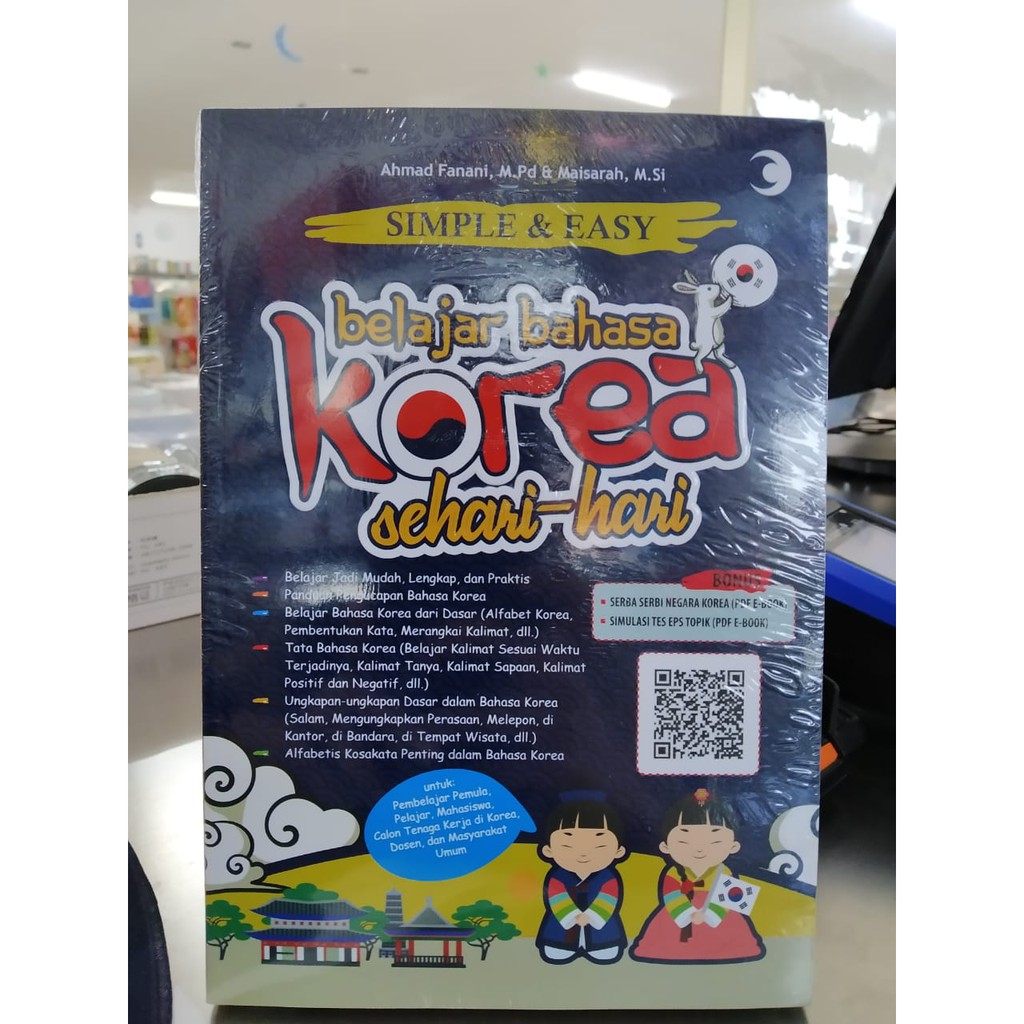 Ahmad Fanani, M.Pd & Maisarah, M.Si
SIMPLE & EASY
belajar bahasa
korea
sehari-hari
Belajar Jadi Mudah, Lengkap, dan Praktis
Panduan Pengucapan Bahasa Korea
Belajar Bahasa Korea dari Dasar (Alfabet Korea,
Pembentukan Kata, Merangkai Kalimat, dll.)
Tata Bahasa Korea (Belajar Kalimat Sesuai Waktu
Terjadinya, Kalimat Tanya, Kalimat Sapaan, Kalimat
Positif dan Negatif, dll.)
Ungkapan-ungkapan Dasar dalam Bahasa Korea
(Salam, Mengungkapkan Perasaan, Melepon, di
Kantor, di Bandara, di Tempat Wisata, dll.)
Alfabetis Kosakata Penting dalam Bahasa Korea
BONUS
SERBA SERBI NEGARA KOREA (PDF E-BOOK)
SIMULASI TES EPS TOPIK (PDF E-BOOK)
untuk:
Pembelajar Pemula,
Pelajar, Mahasiswa,
Calon Tenaga Kerja di Korea,
Dosen, dan Masyarakat
Umum